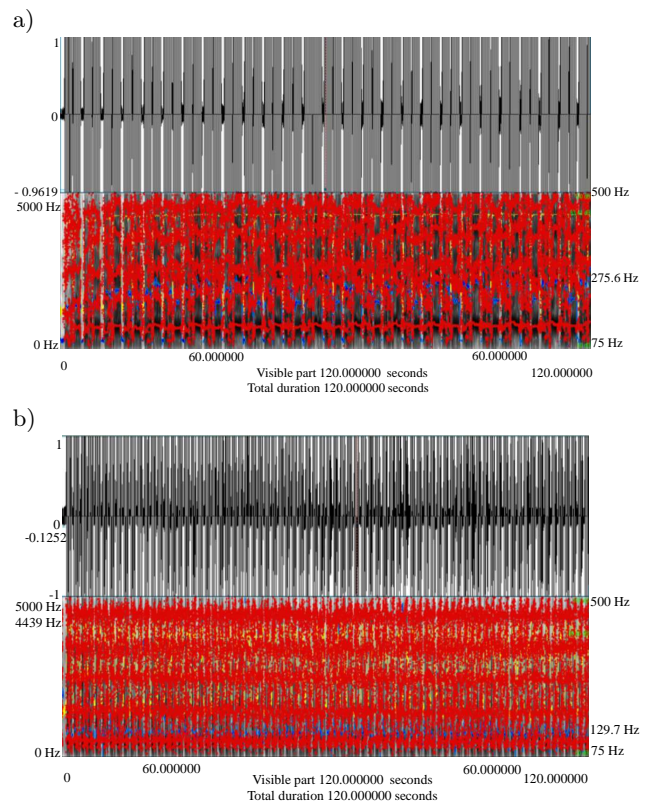 a)
1
0
- 0.9619
5000 Hz
500 Hz
275.6 Hz
0 Hz
75 Hz
60.000000
60.000000
0
Visible part 120.000000 seconds
120.000000
Total duration 120.000000 seconds
b)
1
0
-0.1252
-1
5000 Hz
500 Hz
4439 Hz
129.7 Hz
0 Hz
75 Hz
60.000000
60.000000
0
Visible part 120.000000 seconds
120.000000
Total duration 120.000000 seconds